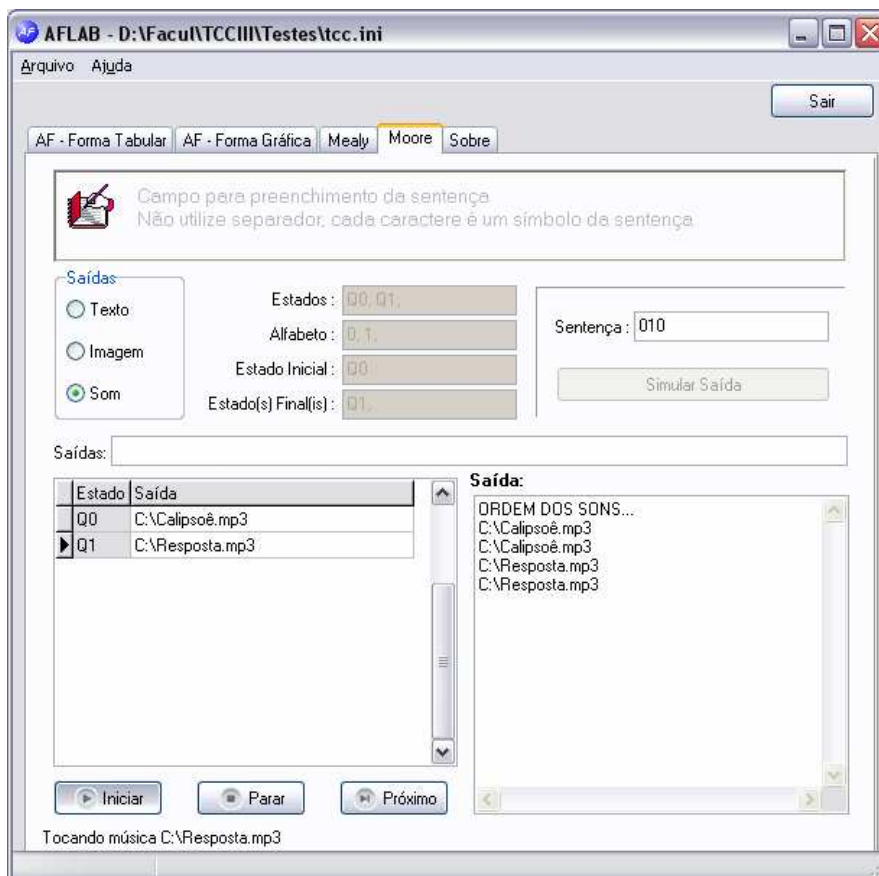 AFLAB - D:\Facul\TCCIII\Testes\tcc.ini
Arquivo Ajuda
Sair
AF - Forma Tabular AF - Forma Gráfica Mealy Moore Sobre
Campo para preenchimento da sentença
Não utilize separador, cada caractere é um símbolo da sentença
Saídas
Texto
Imagem
Som
Estados : Q0, Q1,
Alfabeto : 0, 1,
Estado Inicial : Q0
Estado(s) Final(is) : Q1,
Sentença : 010
Simular Saída
Saídas:
Estado Saída
Q0 C:\Calipsoê.mp3
Q1 C:\Resposta.mp3
Saída:
ORDEM DOS SONS...
C:\Calipsoê.mp3
C:\Calipsoê.mp3
C:\Resposta.mp3
C:\Resposta.mp3
Iniciar Parar Próximo
Tocando música C:\Resposta.mp3